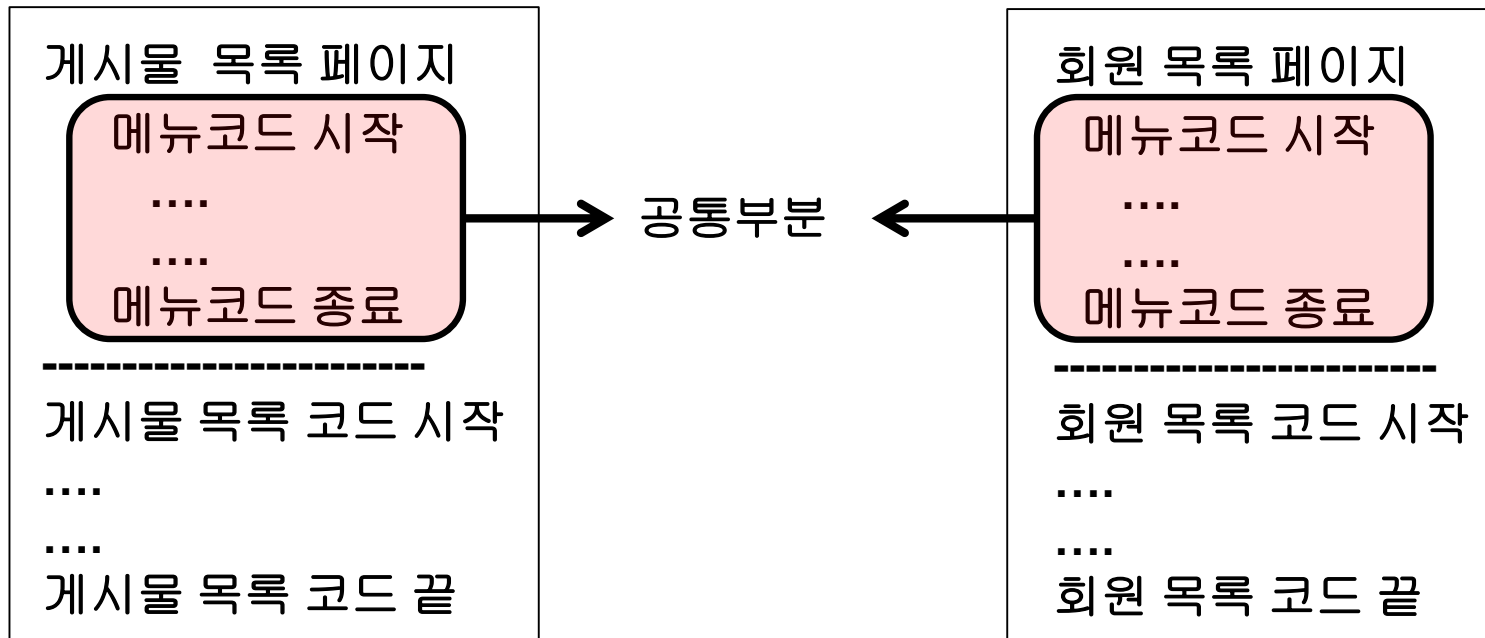 게시물 목록 페이지
메뉴코드 시작
....
....
메뉴코드 종료
------------------------
게시물 목록 코드 시작
....
....
게시물 목록 코드 끝
공통부분
회원 목록 페이지
메뉴코드 시작
....
....
메뉴코드 종료
------------------------
회원 목록 코드 시작
....
....
회원 목록 코드 끝